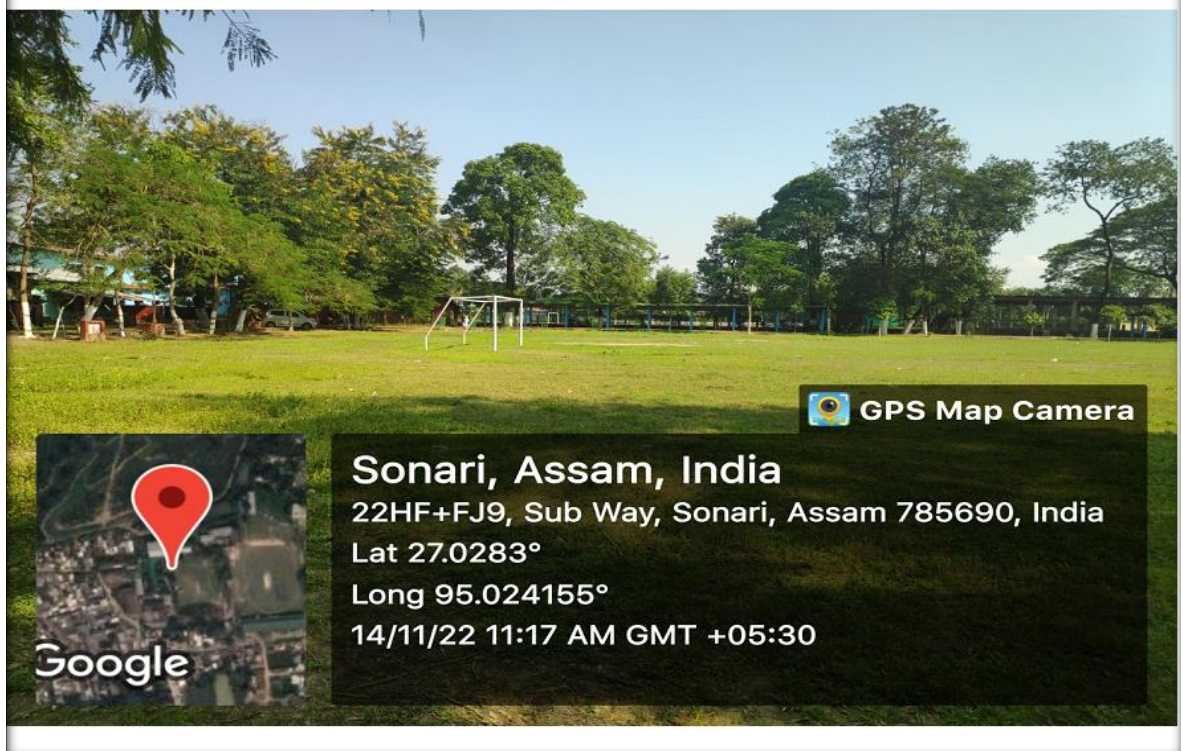 GPS Map Camera
Sonari, Assam, India
22HF+FJ9, Sub Way, Sonari, Assam 785690, India
Lat 27.0283°
Long 95.024155°
14/11/22 11:17 AM GMT +05:30
Google